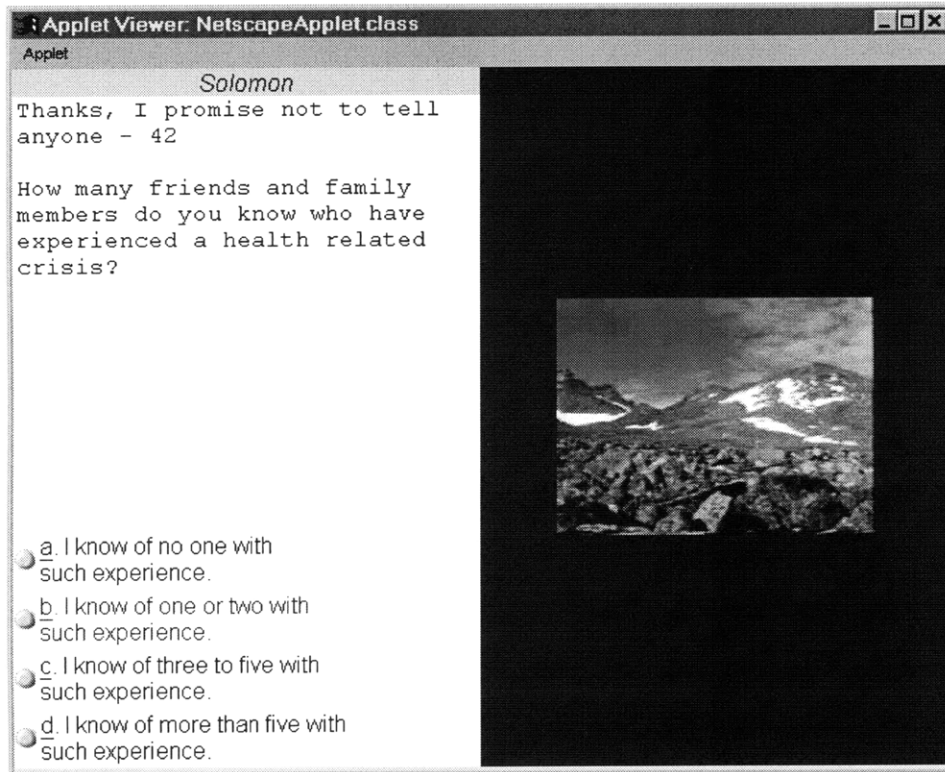 Applet Viewer: NetscapeApplet.class
Applet
Solomon
Thanks, I promise not to tell
anyone - 42
How many friends and family
members do you know who have
experienced a health related
crisis?
a. I know of no one with
such experience.
b. I know of one or two with
such experience.
c. I know of three to five with
such experience.
d. I know of more than five with
such experience.